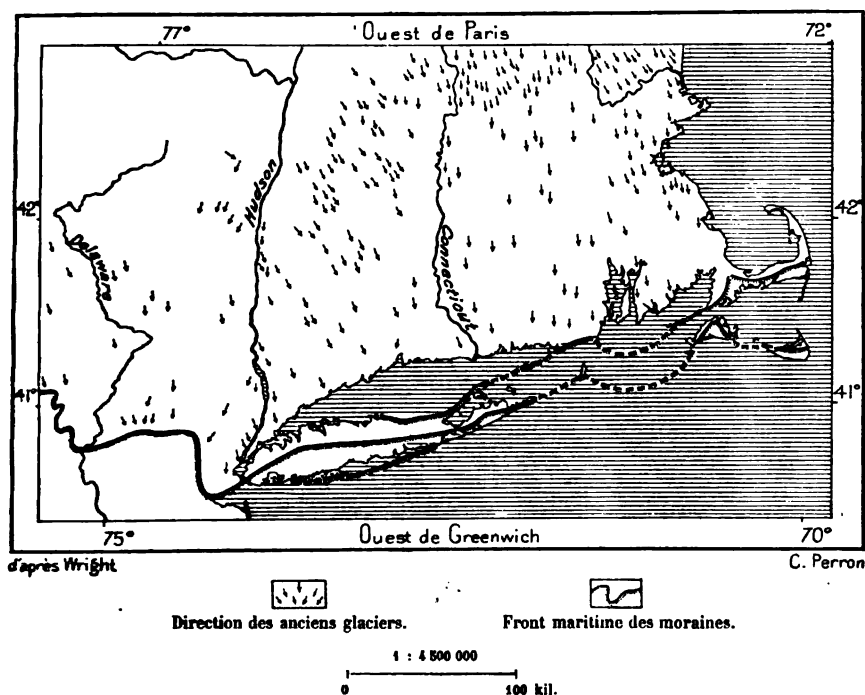 77° Ouest de Paris 72°
Hudson
Connecticut
Delaware
42° 42°
41° 41°
75° Ouest de Greenwich 70°
d'après Wright C. Perron
Direction des anciens glaciers. Front maritime des moraines.
1 : 4 500 000
0 100 kil.